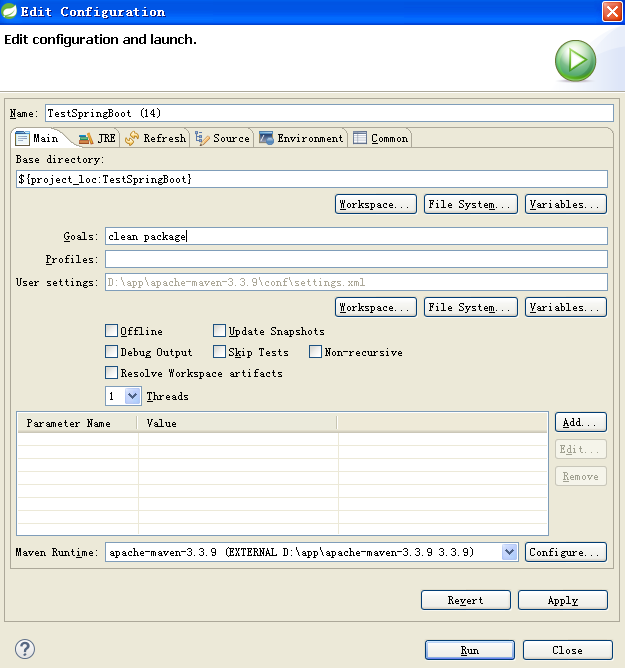 Edit Configuration
Edit configuration and launch.
Name: TestSpringBoot (14)
Main JRE Refresh Source Environment Common
Base directory:
${project_loc:TestSpringBoot}
Workspace... File System... Variables...
Goals: clean package
Profiles:
User settings: D:\app\apache-maven-3.3.9\conf\settings.xml
Workspace... File System... Variables...
Offline Update Snapshots
Debug Output Skip Tests Non-recursive
Resolve Workspace artifacts
1 Threads
Parameter Name Value Add...
Edit...
Remove
Maven Runtime: apache-maven-3.3.9 (EXTERNAL D:\app\apache-maven-3.3.9 3.3.9) Configure...
Revert Apply
? Run Close